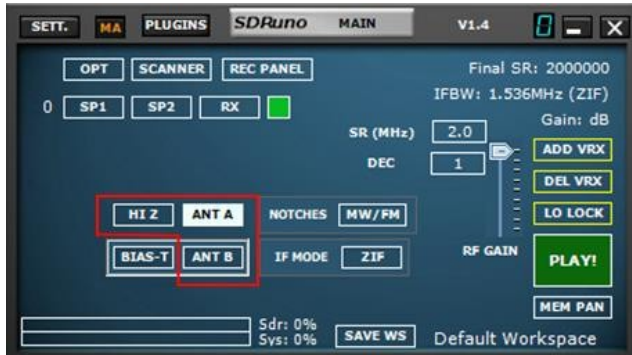 SETT. MA PLUGINS SDRuno MAIN V1.4 0
OPT SCANNER REC PANEL Final SR: 2000000
IFBW: 1.536MHz (ZIF)
0 SP1 SP2 RX Gain: dB
SR (MHz) 2.0 ADD VRX
DEC 1
DEL VRX
HI Z ANT A NOTCHES MW/FM LO LOCK
BIAS-T ANT B IF MODE ZIF RF GAIN PLAY!
MEM PAN
Sdr: 0%
Sys: 0% SAVE WS Default Workspace